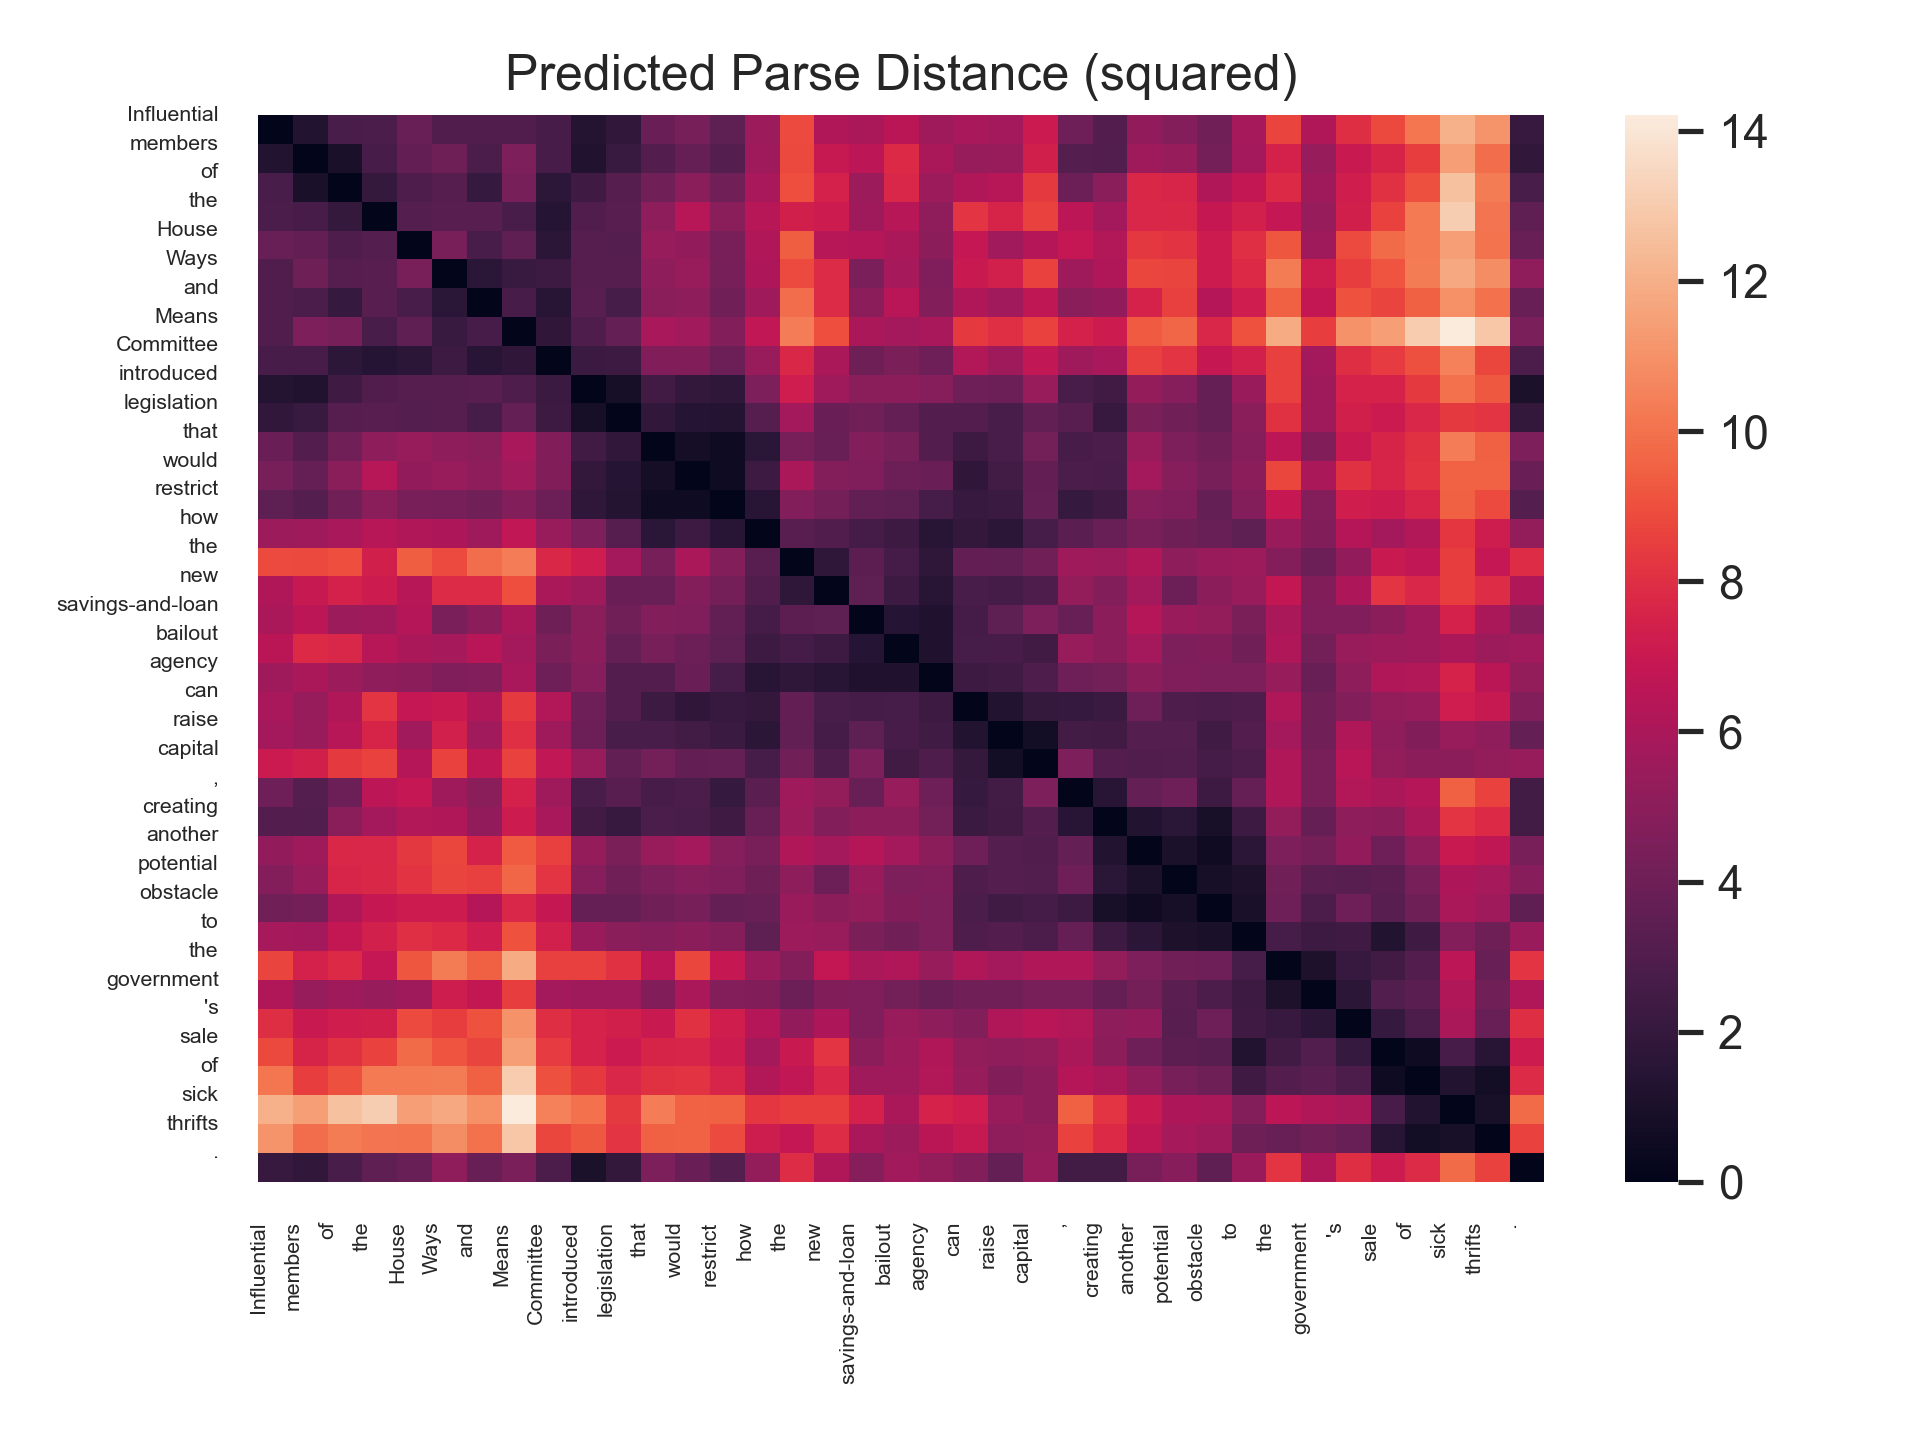 Predicted Parse Distance (squared)
Influential
members
of
the
House
Ways
and
Means
Committee
introduced
legislation
that
would
restrict
how
the
new
savings-and-loan
bailout
agency
can
raise
capital
,
creating
another
potential
obstacle
to
the
government
's
sale
of
sick
thrifts
.
14
12
10
8
6
4
2
0
Influential
members
of
the
House
Ways
and
Means
Committee
introduced
legislation
that
would
restrict
how
the
new
savings-and-loan
bailout
agency
can
raise
capital
,
creating
another
potential
obstacle
to
the
government
's
sale
of
sick
thrifts
.